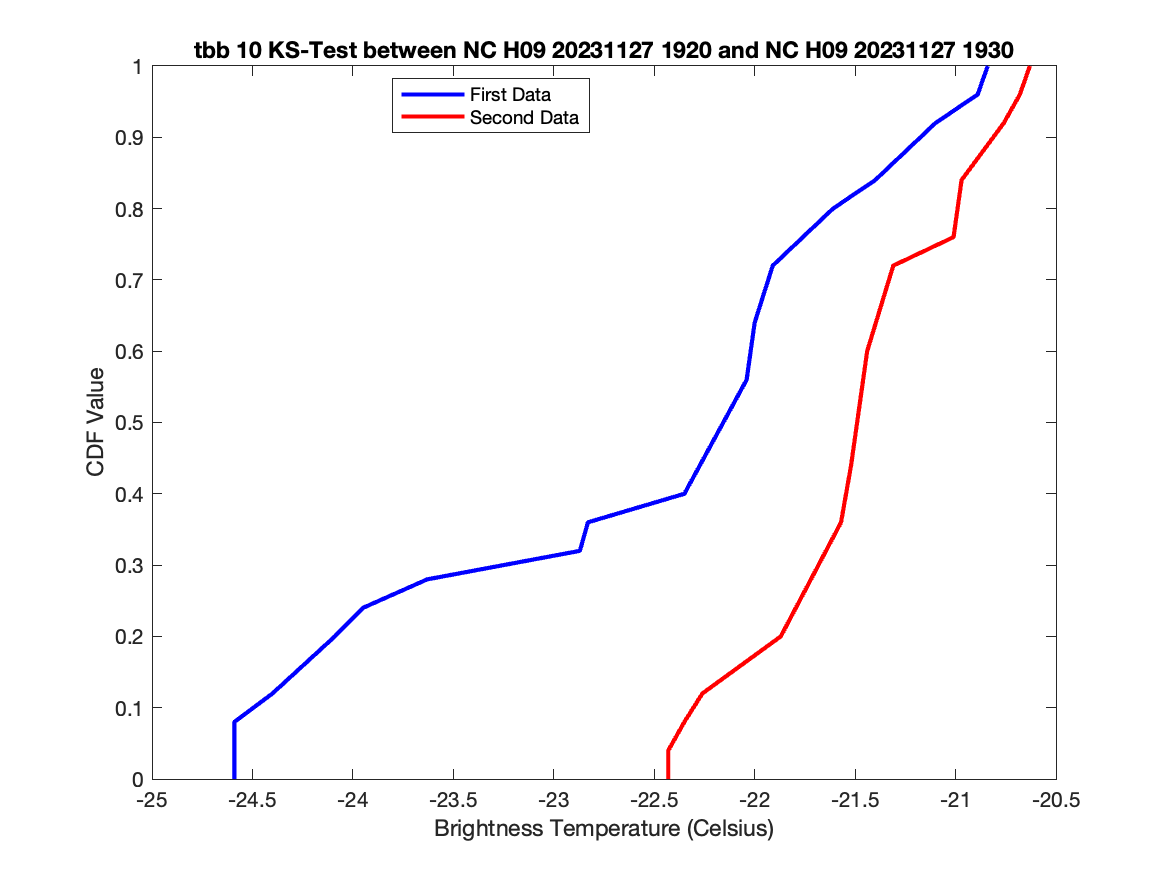 tbb 10 KS-Test between NC H09 20231127 1920 and NC H09 20231127 1930
First Data
Second Data
1
0.9
0.8
0.7
0.6
0.5
0.4
0.3
0.2
0.1
0
CDF Value
-25 -24.5 -24 -23.5 -23 -22.5 -22 -21.5 -21 -20.5
Brightness Temperature (Celsius)